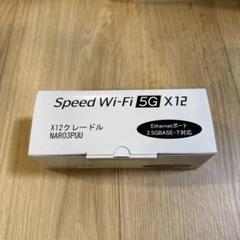 Speed Wi-Fi 5G X12
X12クレードル
NAR03PUU
Ethernetポート
2.5GBASE-T対応